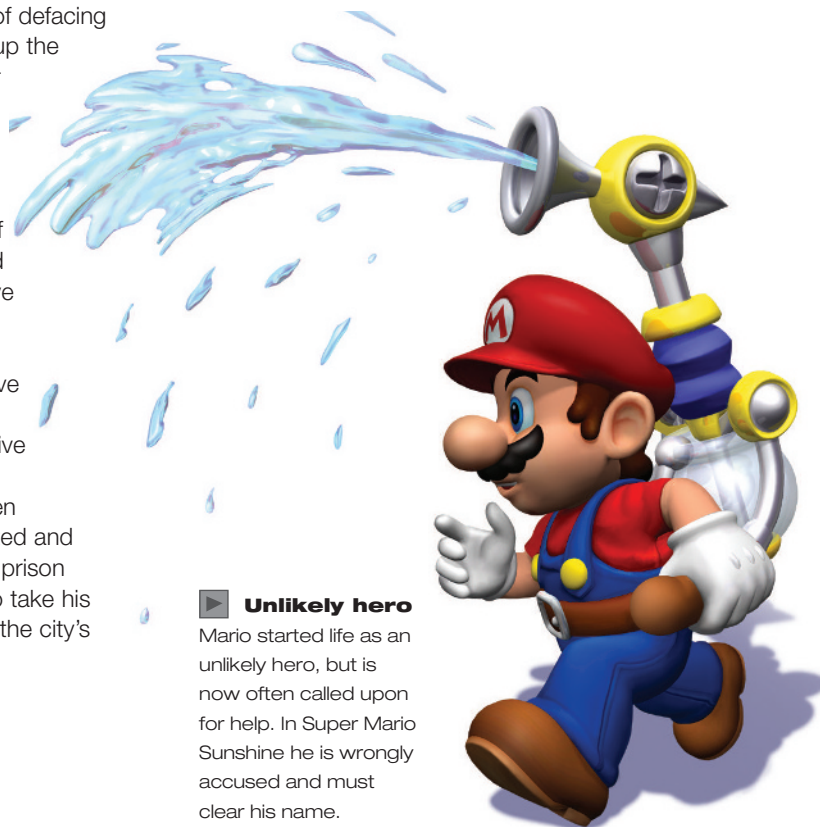 of defacing
up the
f
d
ve
ve
ive
en
ed and
prison
o take his
the city's
Unlikely hero
Mario started life as an
unlikely hero, but is
now often called upon
for help. In Super Mario
Sunshine he is wrongly
accused and must
clear his name.
M